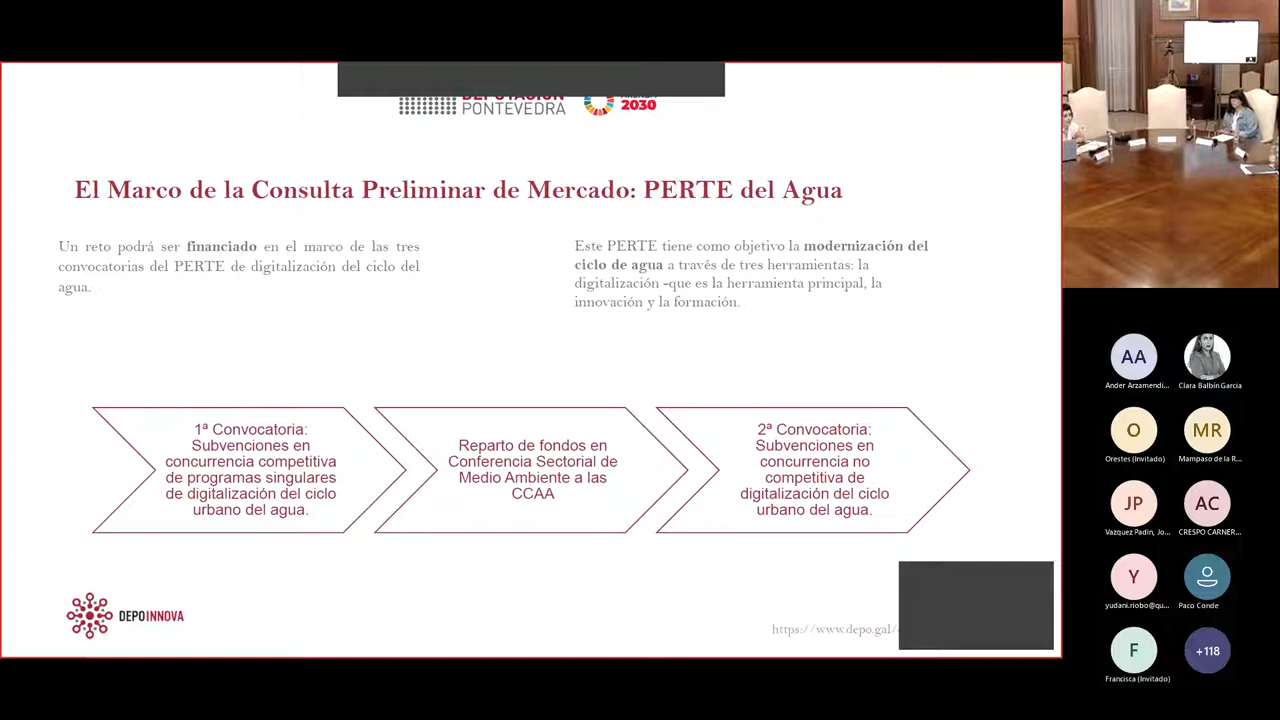 PONTEVEDRA
2030
El Marco de la Consulta Preliminar de Mercado: PERTE del Agua
Un reto podrá ser financiado en el marco de las tres
convocatorias del PERTE de digitalización del ciclo del
agua.
Este PERTE tiene como objetivo la modernización del
ciclo de agua a través de tres herramientas: la
digitalización -que es la herramienta principal, la
innovación y la formación.
1ª Convocatoria:
Subvenciones en
concurrencia competitiva
de programas singulares
de digitalización del ciclo
urbano del agua.
Reparto de fondos en
Conferencia Sectorial de
Medio Ambiente a las
CCAA
2ª Convocatoria:
Subvenciones en
concurrencia no
competitiva de
digitalización del ciclo
urbano del agua.
DEPOINNOVA
https://www.depo.gal/
AA
Ander Arzamendi...
Clara Balbín García
O
Orestes (Invitado)
MR
Mampaso de la R...
JP
Vazquez Padin, Jo...
AC
CRESPO CARNER...
Y
yudani.riobo@qu...
Paco Conde
F
Francisca (Invitado)
+118